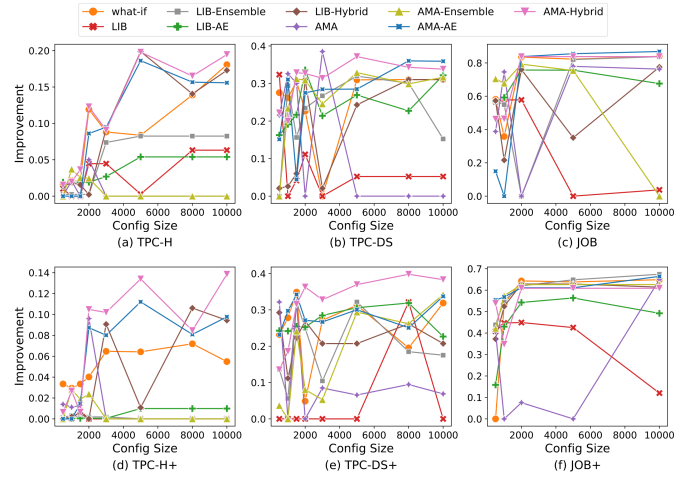 what-if LIB-Ensemble LIB-Hybrid AMA-Ensemble AMA-Hybrid
LIB LIB-AE AMA AMA-AE
Improvement
0.20
0.15
0.10
0.05
0.00
2000 4000 6000 8000 10000
Config Size
(a) TPC-H
0.4
0.3
0.2
0.1
0.0
2000 4000 6000 8000 10000
Config Size
(b) TPC-DS
0.8
0.6
0.4
0.2
0.0
2000 4000 6000 8000 10000
Config Size
(c) JOB
Improvement
0.14
0.12
0.10
0.08
0.06
0.04
0.02
0.00
2000 4000 6000 8000 10000
Config Size
(d) TPC-H+
0.4
0.3
0.2
0.1
0.0
2000 4000 6000 8000 10000
Config Size
(e) TPC-DS+
0.7
0.6
0.5
0.4
0.3
0.2
0.1
0.0
2000 4000 6000 8000 10000
Config Size
(f) JOB+